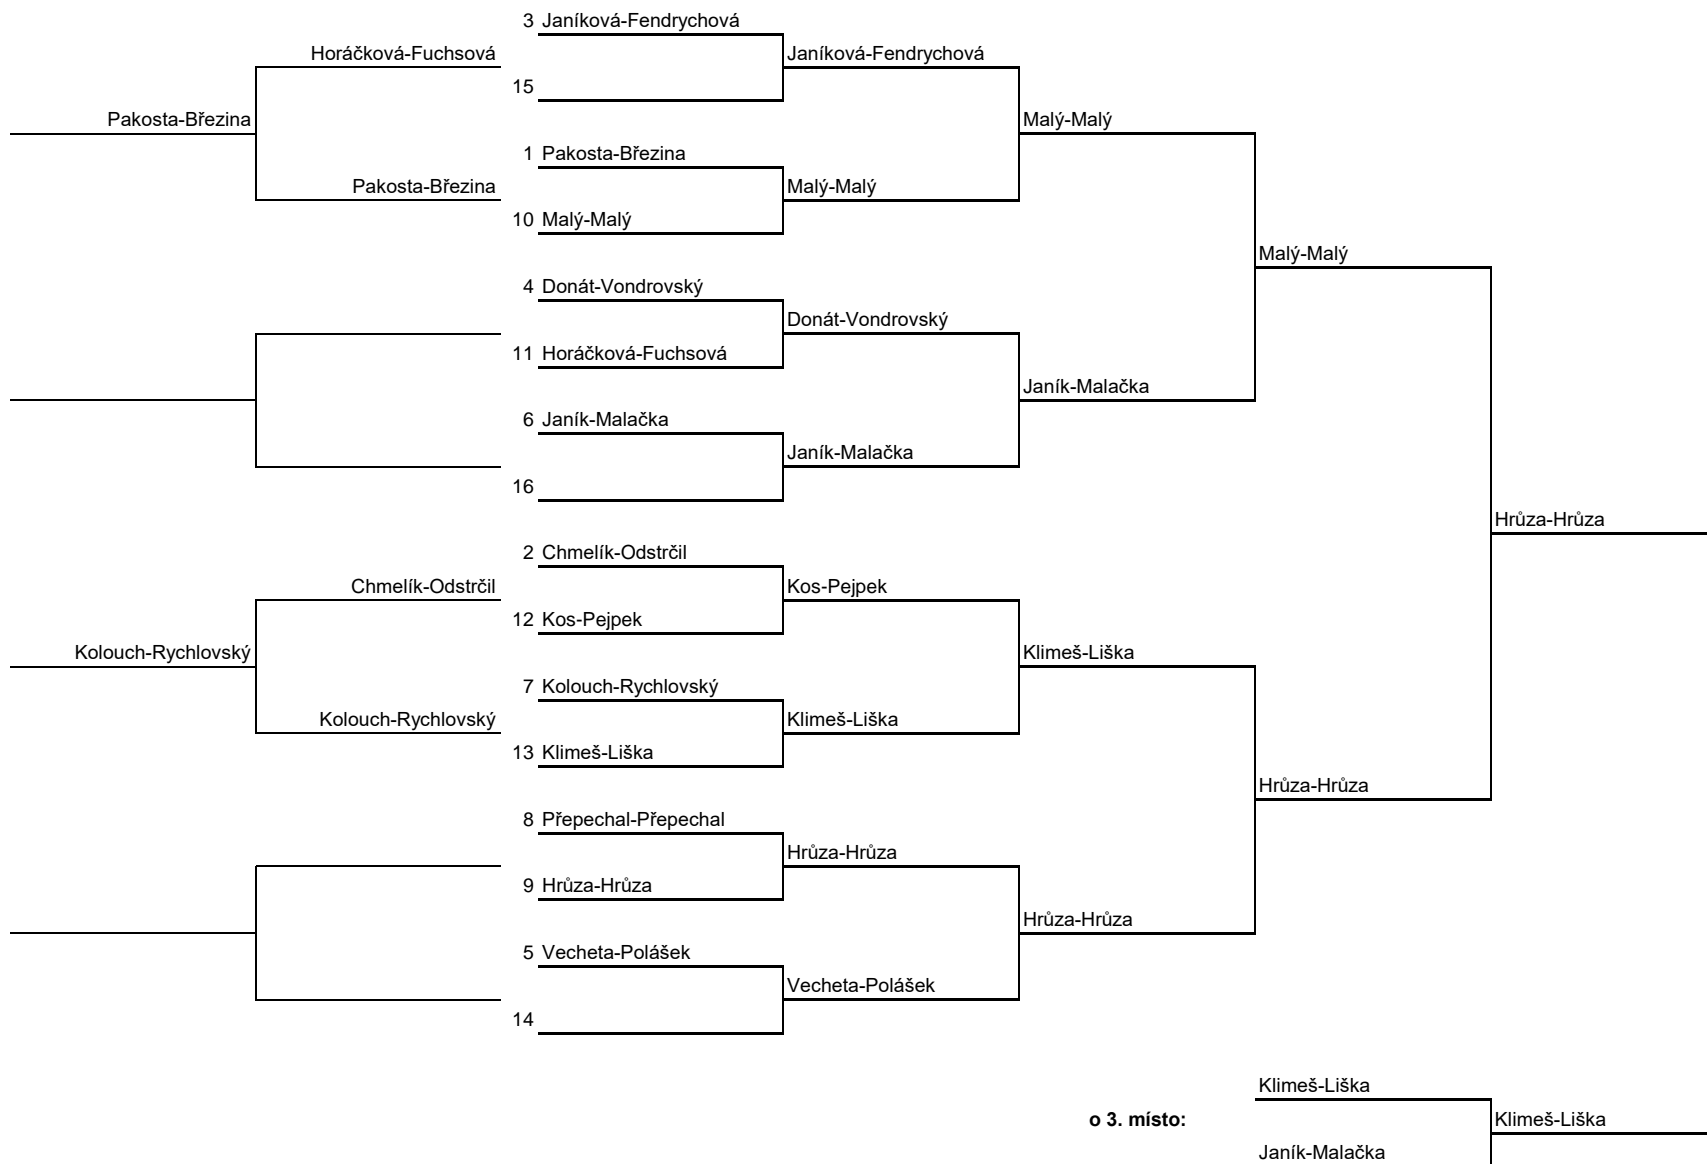 3 Janíková-Fendrychová
Horáčková-Fuchsová
Janíková-Fendrychová
15
Pakosta-Březina
Malý-Malý
1 Pakosta-Březina
Pakosta-Březina
Malý-Malý
10 Malý-Malý
Malý-Malý
4 Donát-Vondrovský
Donát-Vondrovský
11 Horáčková-Fuchsová
Janík-Malačka
6 Janík-Malačka
Janík-Malačka
16
Hrůza-Hrůza
2 Chmelík-Odstrčil
Chmelík-Odstrčil
Kos-Pejpek
12 Kos-Pejpek
Kolouch-Rychlovský
Klimeš-Liška
7 Kolouch-Rychlovský
Kolouch-Rychlovský
Klimeš-Liška
13 Klimeš-Liška
Hrůza-Hrůza
8 Přepechal-Přepechal
Hrůza-Hrůza
9 Hrůza-Hrůza
Hrůza-Hrůza
5 Vecheta-Polášek
Vecheta-Polášek
14
Klimeš-Liška
o 3. místo:
Klimeš-Liška
Janík-Malačka